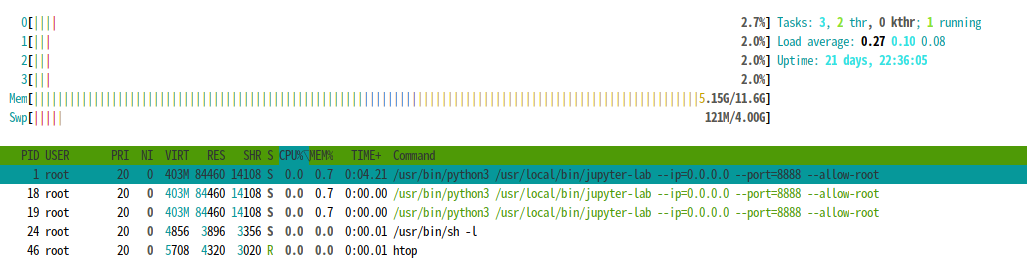 0[|||| 2.7%] Tasks: 3, 2 thr, 0 kthr; 1 running
1[||| 2.0%] Load average: 0.27 0.10 0.08
2[||| 2.0%] Uptime: 21 days, 22:36:05
3[||| 2.0%]
Mem[|||||||||||||||||||||||||||||||||||||||||||||||||||||||||||||||||||||||||||||||||||||||||||||||||||||||||||||||5.15G/11.6G]
Swp[||||| 121M/4.00G]
PID USER PRI NI VIRT RES SHR S CPU%▽MEM% TIME+ Command
1 root 20 0 403M 84460 14108 S 0.0 0.7 0:04.21 /usr/bin/python3 /usr/local/bin/jupyter-lab --ip=0.0.0.0 --port=8888 --allow-root
18 root 20 0 403M 84460 14108 S 0.0 0.7 0:00.00 /usr/bin/python3 /usr/local/bin/jupyter-lab --ip=0.0.0.0 --port=8888 --allow-root
19 root 20 0 403M 84460 14108 S 0.0 0.7 0:00.00 /usr/bin/python3 /usr/local/bin/jupyter-lab --ip=0.0.0.0 --port=8888 --allow-root
24 root 20 0 4856 3896 3356 S 0.0 0.0 0:00.01 /usr/bin/sh -l
46 root 20 0 5708 4320 3020 R 0.0 0.0 0:00.01 htop